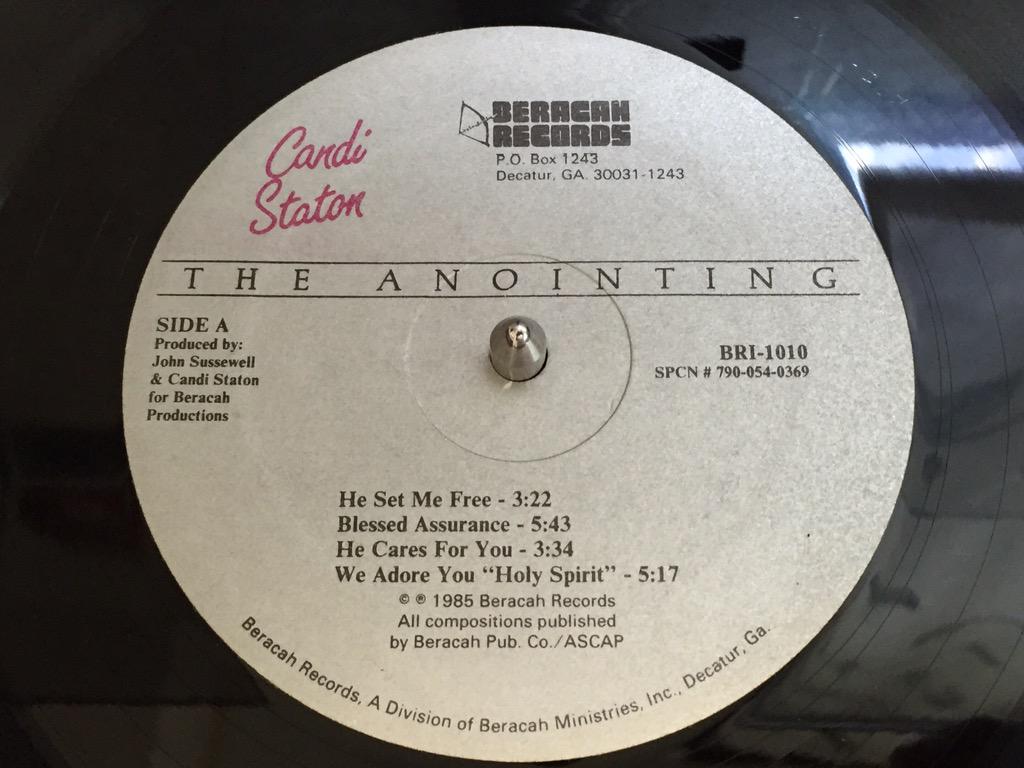 Candi
Staton
BERACAH
RECORDS
P.O. Box 1243
Decatur, GA. 30031-1243
THE ANOINTING
SIDE A
Produced by:
John Sussewell
& Candi Staton
for Beracah
Productions
BRI-1010
SPCN # 790-054-0369
He Set Me Free - 3:22
Blessed Assurance - 5:43
He Cares For You - 3:34
We Adore You “Holy Spirit” - 5:17
© ℗ 1985 Beracah Records
All compositions published
by Beracah Pub. Co./ASCAP
Beracah Records, A Division of Beracah Ministries, Inc., Decatur, Ga.